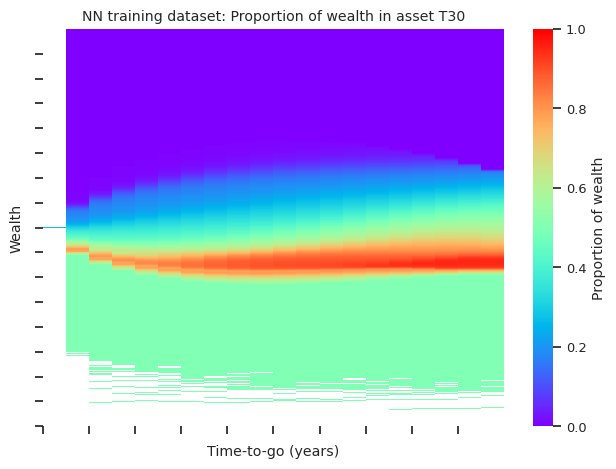 NN training dataset: Proportion of wealth in asset T30
Wealth
Time-to-go (years)
1.0
0.8
0.6
0.4
0.2
0.0
Proportion of wealth